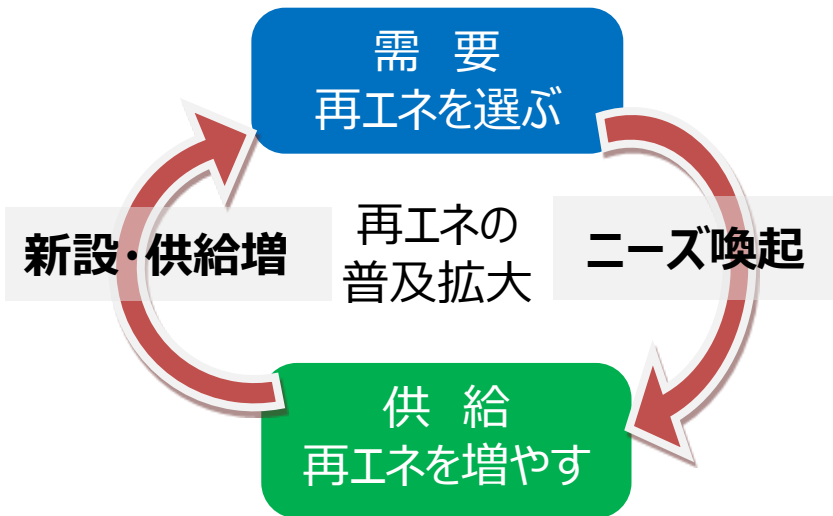 需 要
再エネを選ぶ
新設・供給増
再エネの
普及拡大
ニーズ喚起
供 給
再エネを増やす